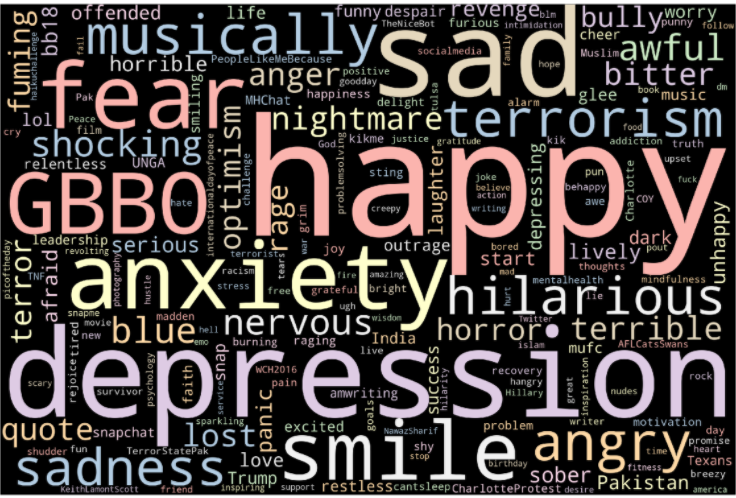 offended
life
funny
despair
revenge
blm
intimidation
bully
worry
punny
follow
fuming
haikuchallenge
bb18
fail
musically
TheNiceBot
furious
cheer
Muslim
awful
horrible
PeopleLikeMeBecause
sad
socialmedia
family
hope
bitter
fear
smiling
anger
positive
goodday
happiness
delight
tulsa
alarm
glee
book
music
dm
Pak
Peace
film
lol
cry
MHChat
nightmare
terrorism
food
shocking
relentless
UNGA
optimism
challenge
internationaldayofpeace
God
kikme
justice
gratitude
kik
addiction
truth
upset
fuck
problemsolving
sting
creepy
laughter
joke
believe
action
writing
depressing
pun
behappy
awe
Charlotte
COY
GBBO
hate
happy
rage
grim
war
tears
joy
outrage
bored
mad
start
lively
thoughts
dark
pout
unhappy
picoftheday
terror
leadership
revolting
serious
terrorist
TNF
afraid
photography
hustle
racism
stress
free
fire
grateful
ugh
amazing
bright
wisdom
anxiety
hurt
mentalhealth
lie
mindfulness
hilarious
snapme
movie
new
madden
blue
hell
emo
nervous
burning
raging
live
India
Twitter
islam
horror
terrible
mufc
AFLCatsSwans
scary
rejoice
tired
survivor
psychology
faith
snap
service
WCH2016
pain
amwriting
goals
success
hilarity
recovery
hangry
Hillary
great
inspiration
nudes
rock
depression
quote
snapchat
lost
sparkling
panic
excited
NawazSharif
shy
stop
problem
writer
motivation
day
promise
heart
shudder
fun
TerrorStatePak
sadness
love
smile
birthday
angry
time
Texans
fitness
breezy
KeithLamontScott
friend
inspiring
Trump
support
restless
cantsleep
CharlotteProtest
sober
desire
Pakistan
america